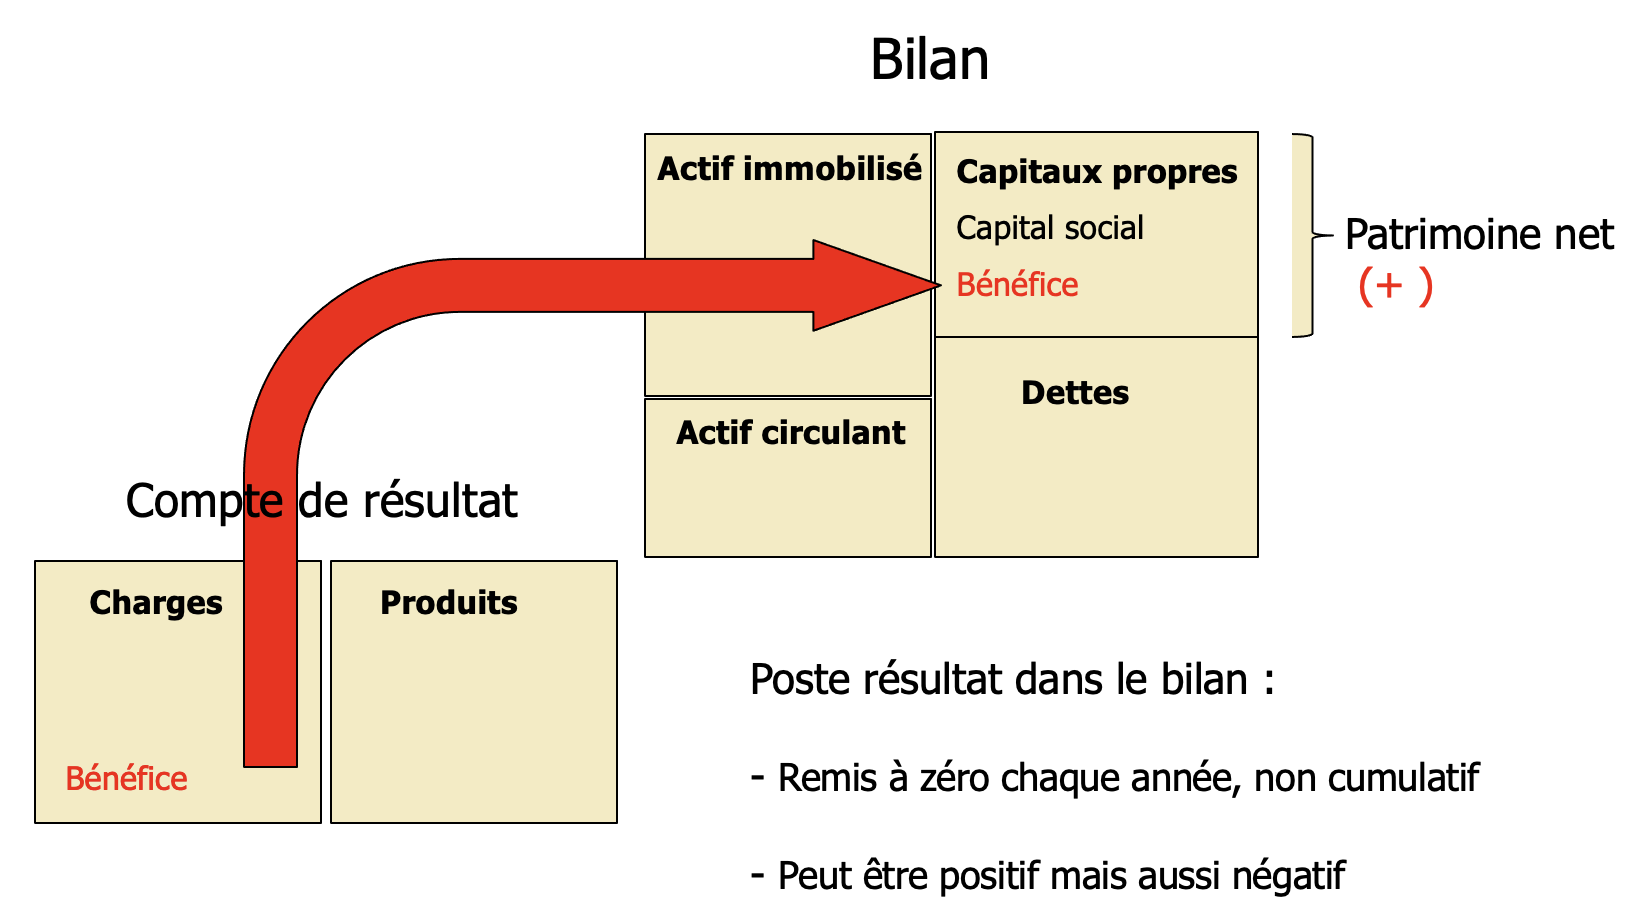 Bilan
Actif immobilisé
Capitaux propres
Capital social
Bénéfice
Patrimoine net
(+ )
Dettes
Actif circulant
Compte de résultat
Charges
Produits
Bénéfice
Poste résultat dans le bilan :
- Remis à zéro chaque année, non cumulatif
- Peut être positif mais aussi négatif